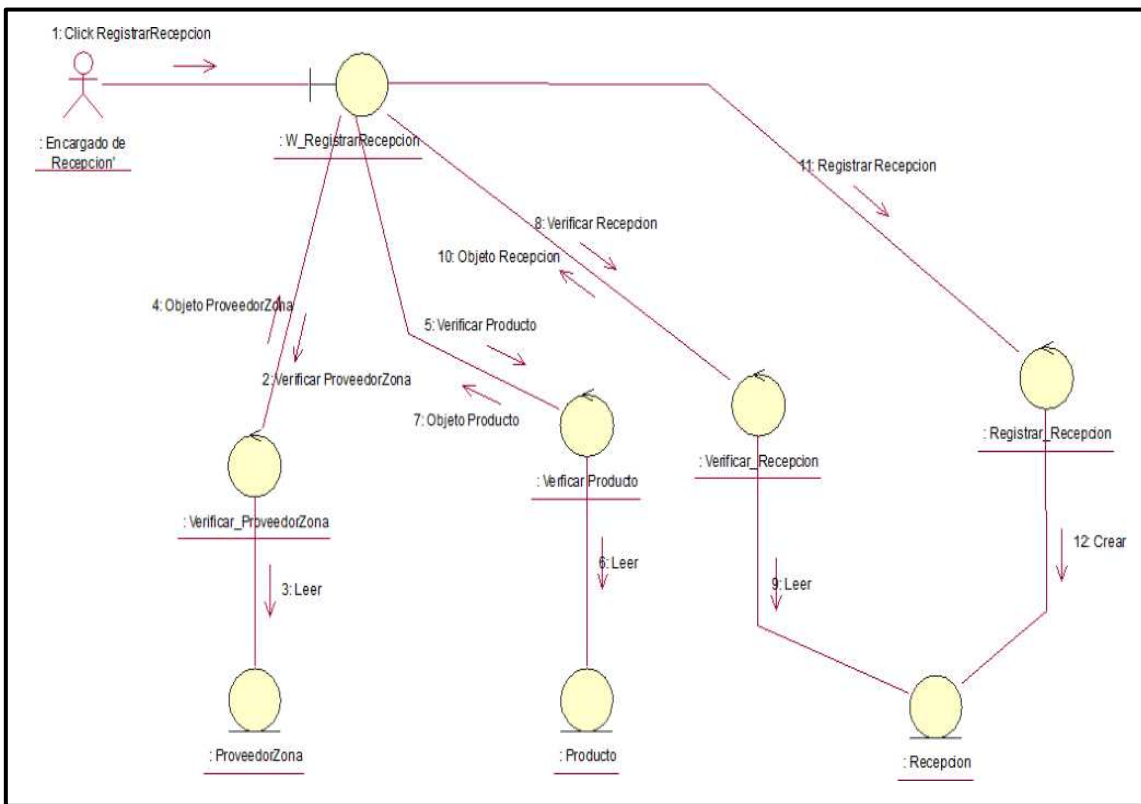 1: Click RegistrarRecepcion
: Encargado de
Recepcion'
: W_RegistrarRecepcion
11: Registrar Recepcion
8: Verificar Recepcion
10: Objeto Recepcion
4: Objeto ProveedorZona
5: Verificar Producto
2: Verificar ProveedorZona
7: Objeto Producto
: Registrar_Recepcion
: Verificar_Recepcion
: Verficar Producto
: Verificar_ProveedorZona
12: Crear
6: Leer
3: Leer
9: Leer
: ProveedorZona
: Producto
: Recepcion